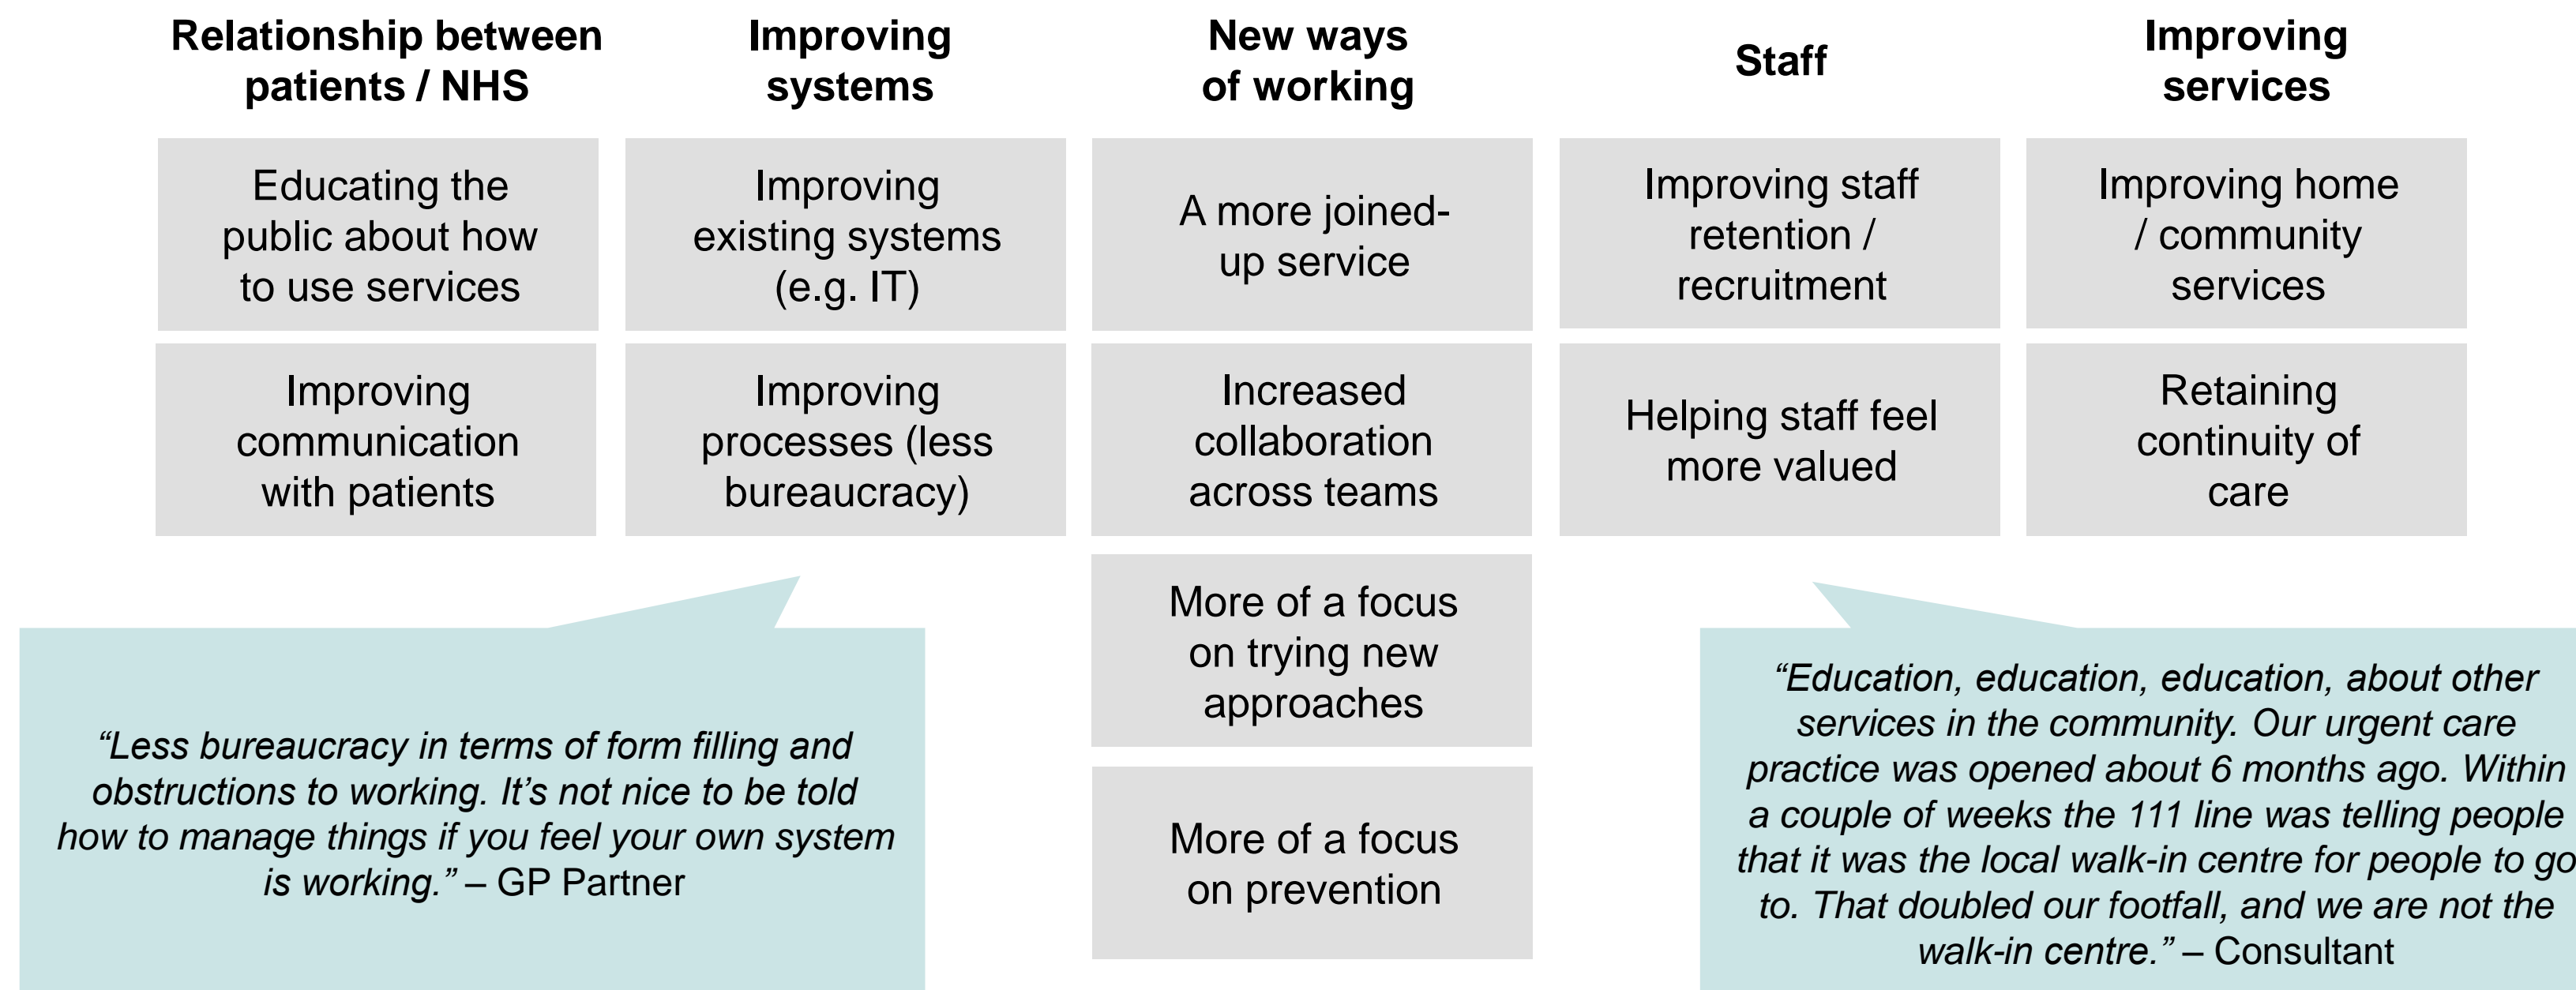 Relationship between
patients / NHS
Improving
systems
New ways
of working
Staff
Improving
services
Educating the
public about how
to use services
Improving
existing systems
(e.g. IT)
A more joined-
up service
Improving staff
retention /
recruitment
Improving home
/ community
services
Improving
communication
with patients
Improving
processes (less
bureaucracy)
Increased
collaboration
across teams
Helping staff feel
more valued
Retaining
continuity of
care
More of a focus
on trying new
approaches
More of a focus
on prevention
“Less bureaucracy in terms of form filling and
obstructions to working. It’s not nice to be told
how to manage things if you feel your own system
is working.” – GP Partner
“Education, education, education, about other
services in the community. Our urgent care
practice was opened about 6 months ago. Within
a couple of weeks the 111 line was telling people
that it was the local walk-in centre for people to go
to. That doubled our footfall, and we are not the
walk-in centre.” – Consultant